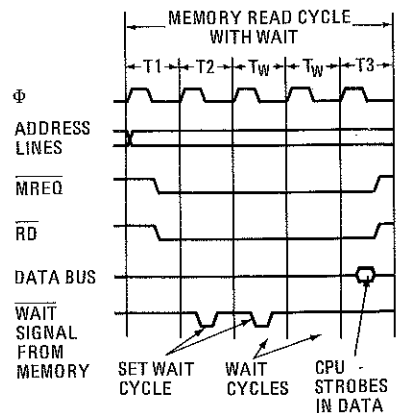 MEMORY READ CYCLE
WITH WAIT
T1 T2 TW TW T3
Φ
ADDRESS
LINES
MREQ
RD
DATA BUS
WAIT
SIGNAL
FROM
MEMORY
SET WAIT
CYCLE
WAIT
CYCLES
CPU
STROBES
IN DATA